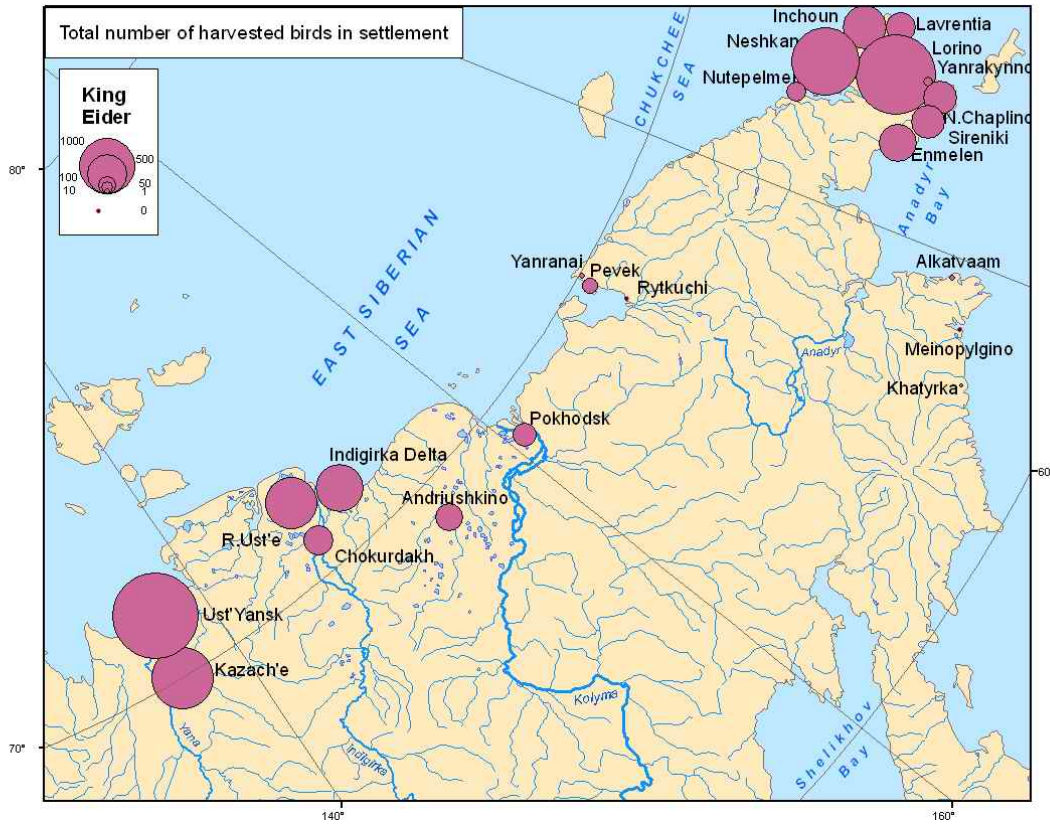 Total number of harvested birds in settlement
King
Eider
1000
500
100
50
10
1
0
Inchoun
Lavrentia
Neshkan
Lorino
Yanrakynno
Nutepelmen
N.Chaplino
Sireniki
Enmelen
CHUKCHEE
SEA
Anadyr
Bay
80°
EAST SIBERIAN
SEA
Yanranai
Pevek
Rytkuchi
Alkatvaam
Anadyr
Meinopylgino
Khatyrka
Pokhodsk
Indigirka Delta
Andriushkino
R.Ust'e
Chokurdakh
60
Ust'Yansk
Kazach'e
Kolyma
Yana
Indigirka
Shelikhov
Bay
70°
140°
160°